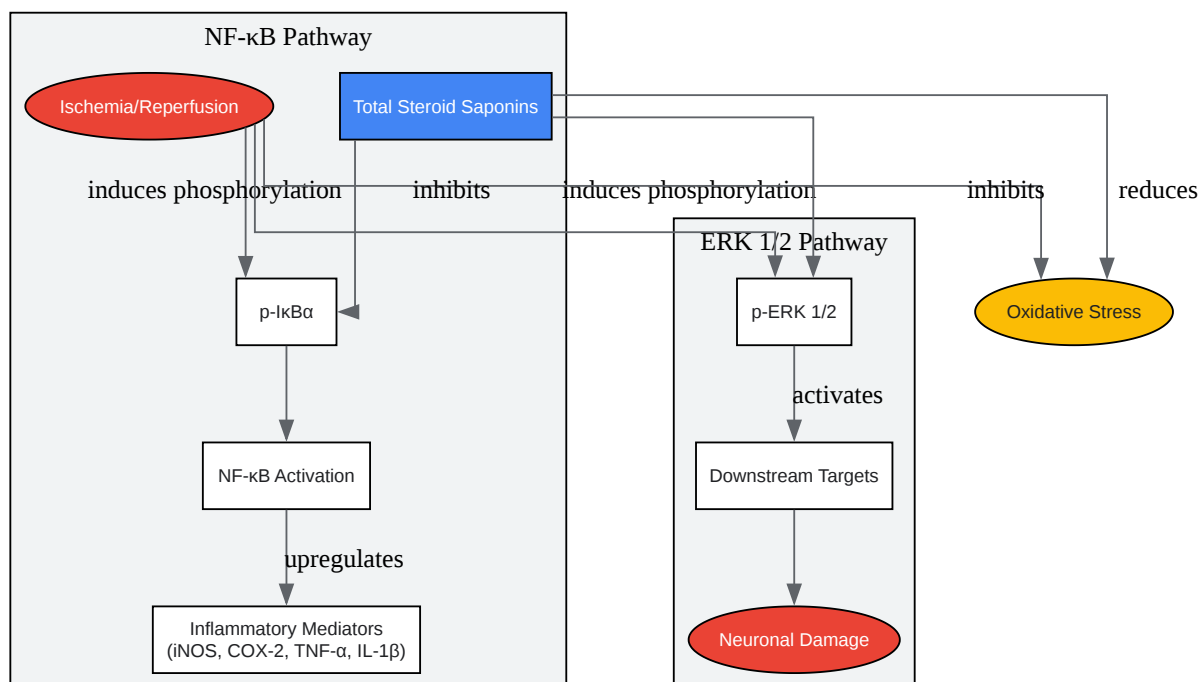 NF-κB Pathway
Ischemia/Reperfusion
Total Steroid Saponins
induces phosphorylation
inhibits
induces phosphorylation
inhibits
reduces
ERK 1/2 Pathway
p-IκBα
p-ERK 1/2
Oxidative Stress
activates
NF-κB Activation
Downstream Targets
upregulates
Inflammatory Mediators
(iNOS, COX-2, TNF-α, IL-1β)
Neuronal Damage